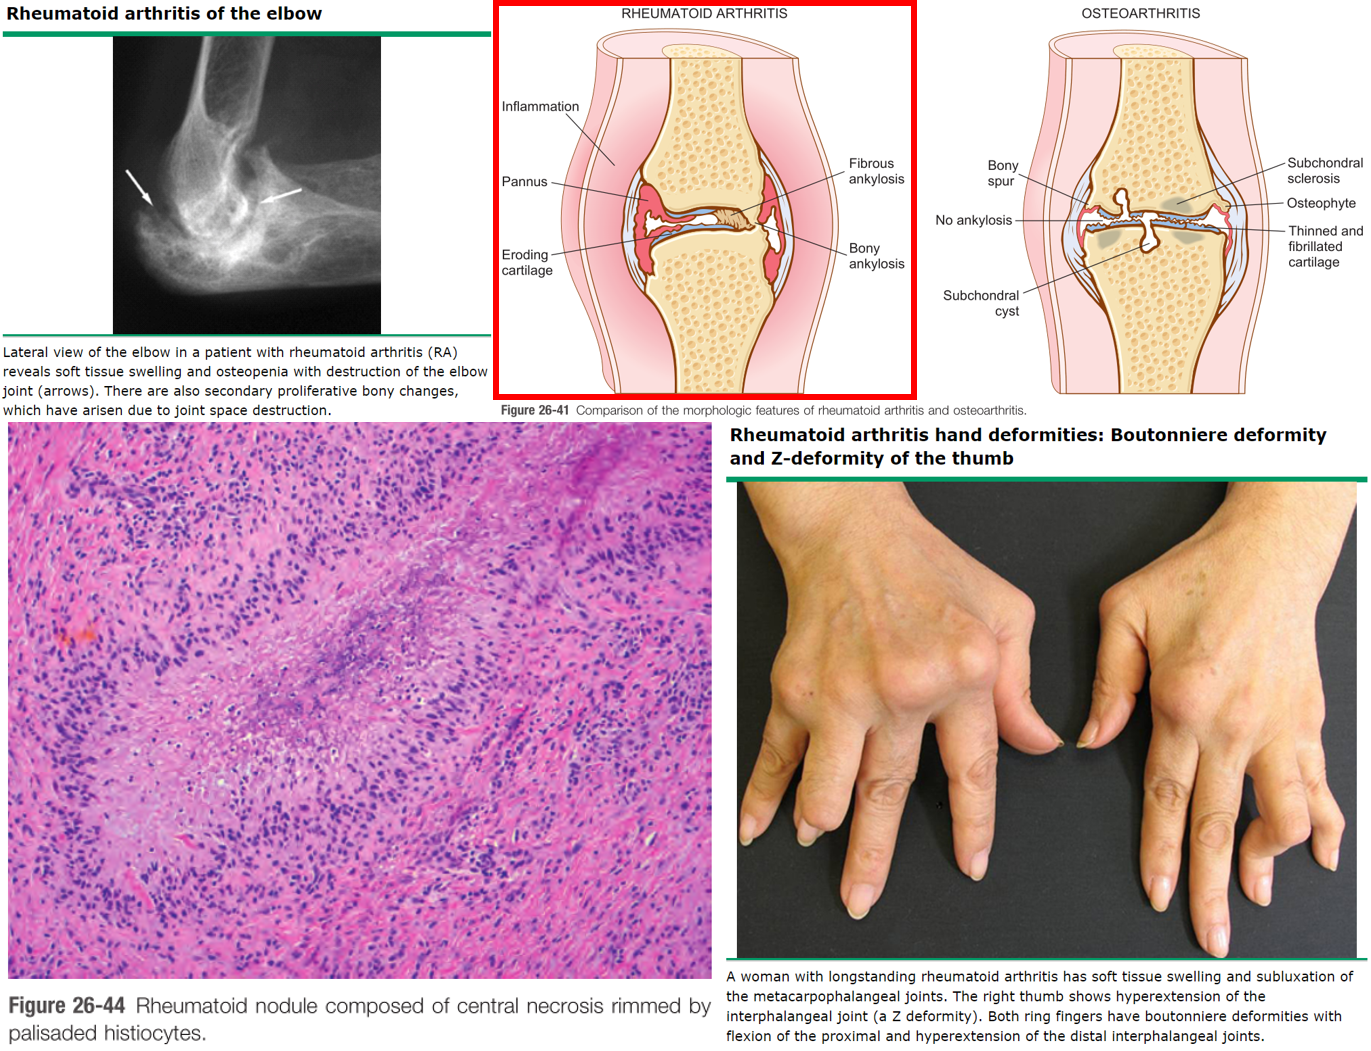 Rheumatoid arthritis of the elbow
Lateral view of the elbow in a patient with rheumatoid arthritis (RA)
reveals soft tissue swelling and osteopenia with destruction of the elbow
joint (arrows). There are also secondary proliferative bony changes,
which have arisen due to joint space destruction.
RHEUMATOID ARTHRITIS
Inflammation
Pannus
Eroding
cartilage
Fibrous
ankylosis
Bony
ankylosis
OSTEOARTHRITIS
Bony
spur
No ankylosis
Subchondral
cyst
Subchondral
sclerosis
Osteophyte
Thinned and
fibrillated
cartilage
Figure 26-41 Comparison of the morphologic features of rheumatoid arthritis and osteoarthritis.
Figure 26-44 Rheumatoid nodule composed of central necrosis rimmed by
palisaded histiocytes.
Rheumatoid arthritis hand deformities: Boutonniere deformity
and Z-deformity of the thumb
A woman with longstanding rheumatoid arthritis has soft tissue swelling and subluxation of
the metacarpophalangeal joints. The right thumb shows hyperextension of the
interphalangeal joint (a Z deformity). Both ring fingers have boutonniere deformities with
flexion of the proximal and hyperextension of the distal interphalangeal joints.